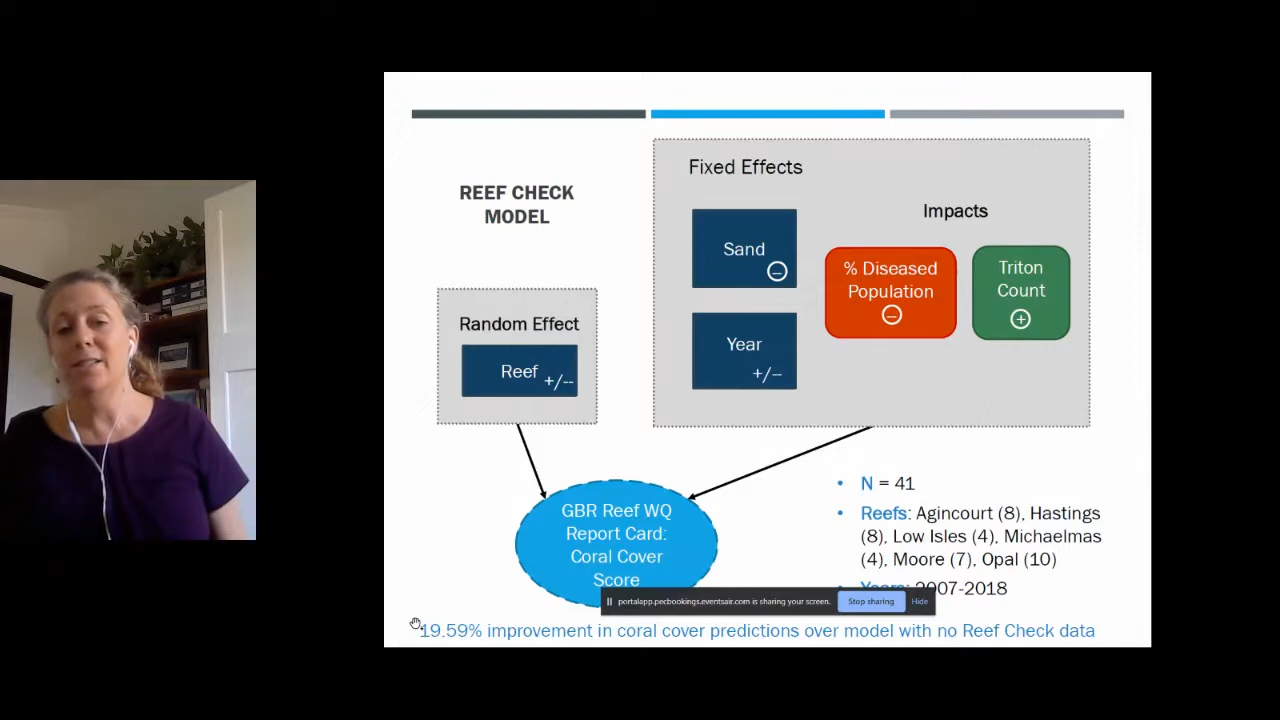 REEF CHECK
MODEL
Random Effect
Reef
+/--
Fixed Effects
Sand
--
Year
+/--
Impacts
% Diseased
Population
–
Triton
Count
+
GBR Reef WQ
Report Card:
Coral Cover
Score
• N = 41
• Reefs: Agincourt (8), Hastings
(8), Low Isles (4), Michaelmas
(4), Moore (7), Opal (10)
• Years: 2007-2018
portalapp.pecbookings.eventsair.com is sharing your screen.
Stop sharing
Hide
19.59% improvement in coral cover predictions over model with no Reef Check data